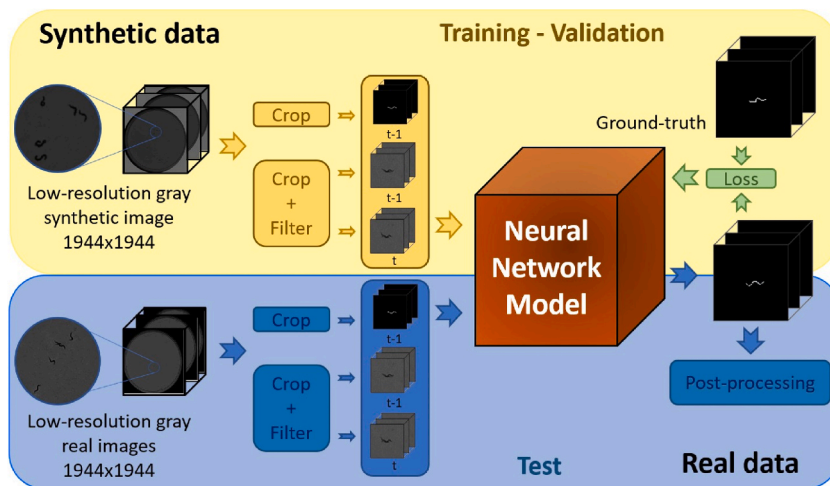 Synthetic data
Training - Validation
Crop
t-1
Ground-truth
Low-resolution gray
synthetic image
1944x1944
Crop
+
Filter
t-1
t
Loss
Neural
Network
Model
Crop
t-1
Low-resolution gray
real images
1944x1944
Crop
+
Filter
t-1
t
Post-processing
Test
Real data